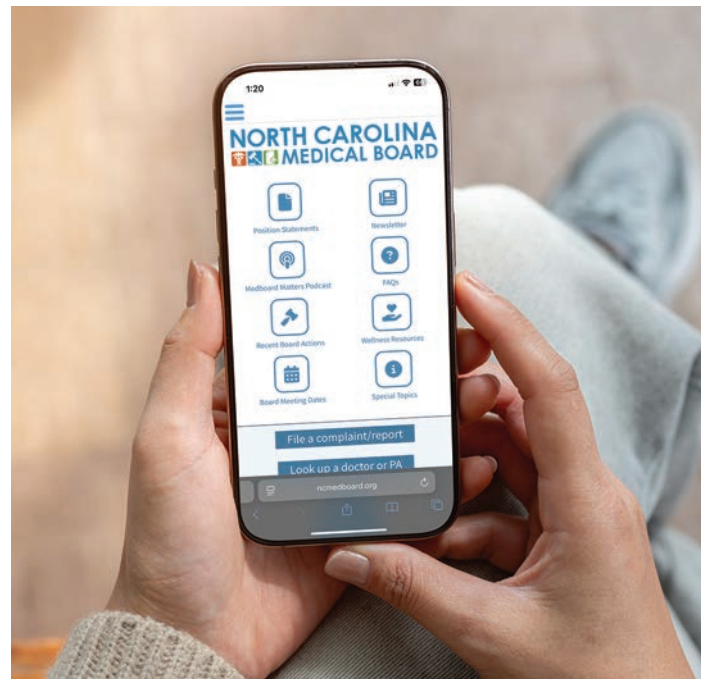 1:20
NORTH CAROLINA
MEDICAL BOARD
Position Statements
Newsletter
Medboard Matters Podcast
FAQs
Recent Board Actions
Wellness Resources
Board Meeting Dates
Special Topics
File a complaint/report
Look up a doctor or PA
ncmedboard.org